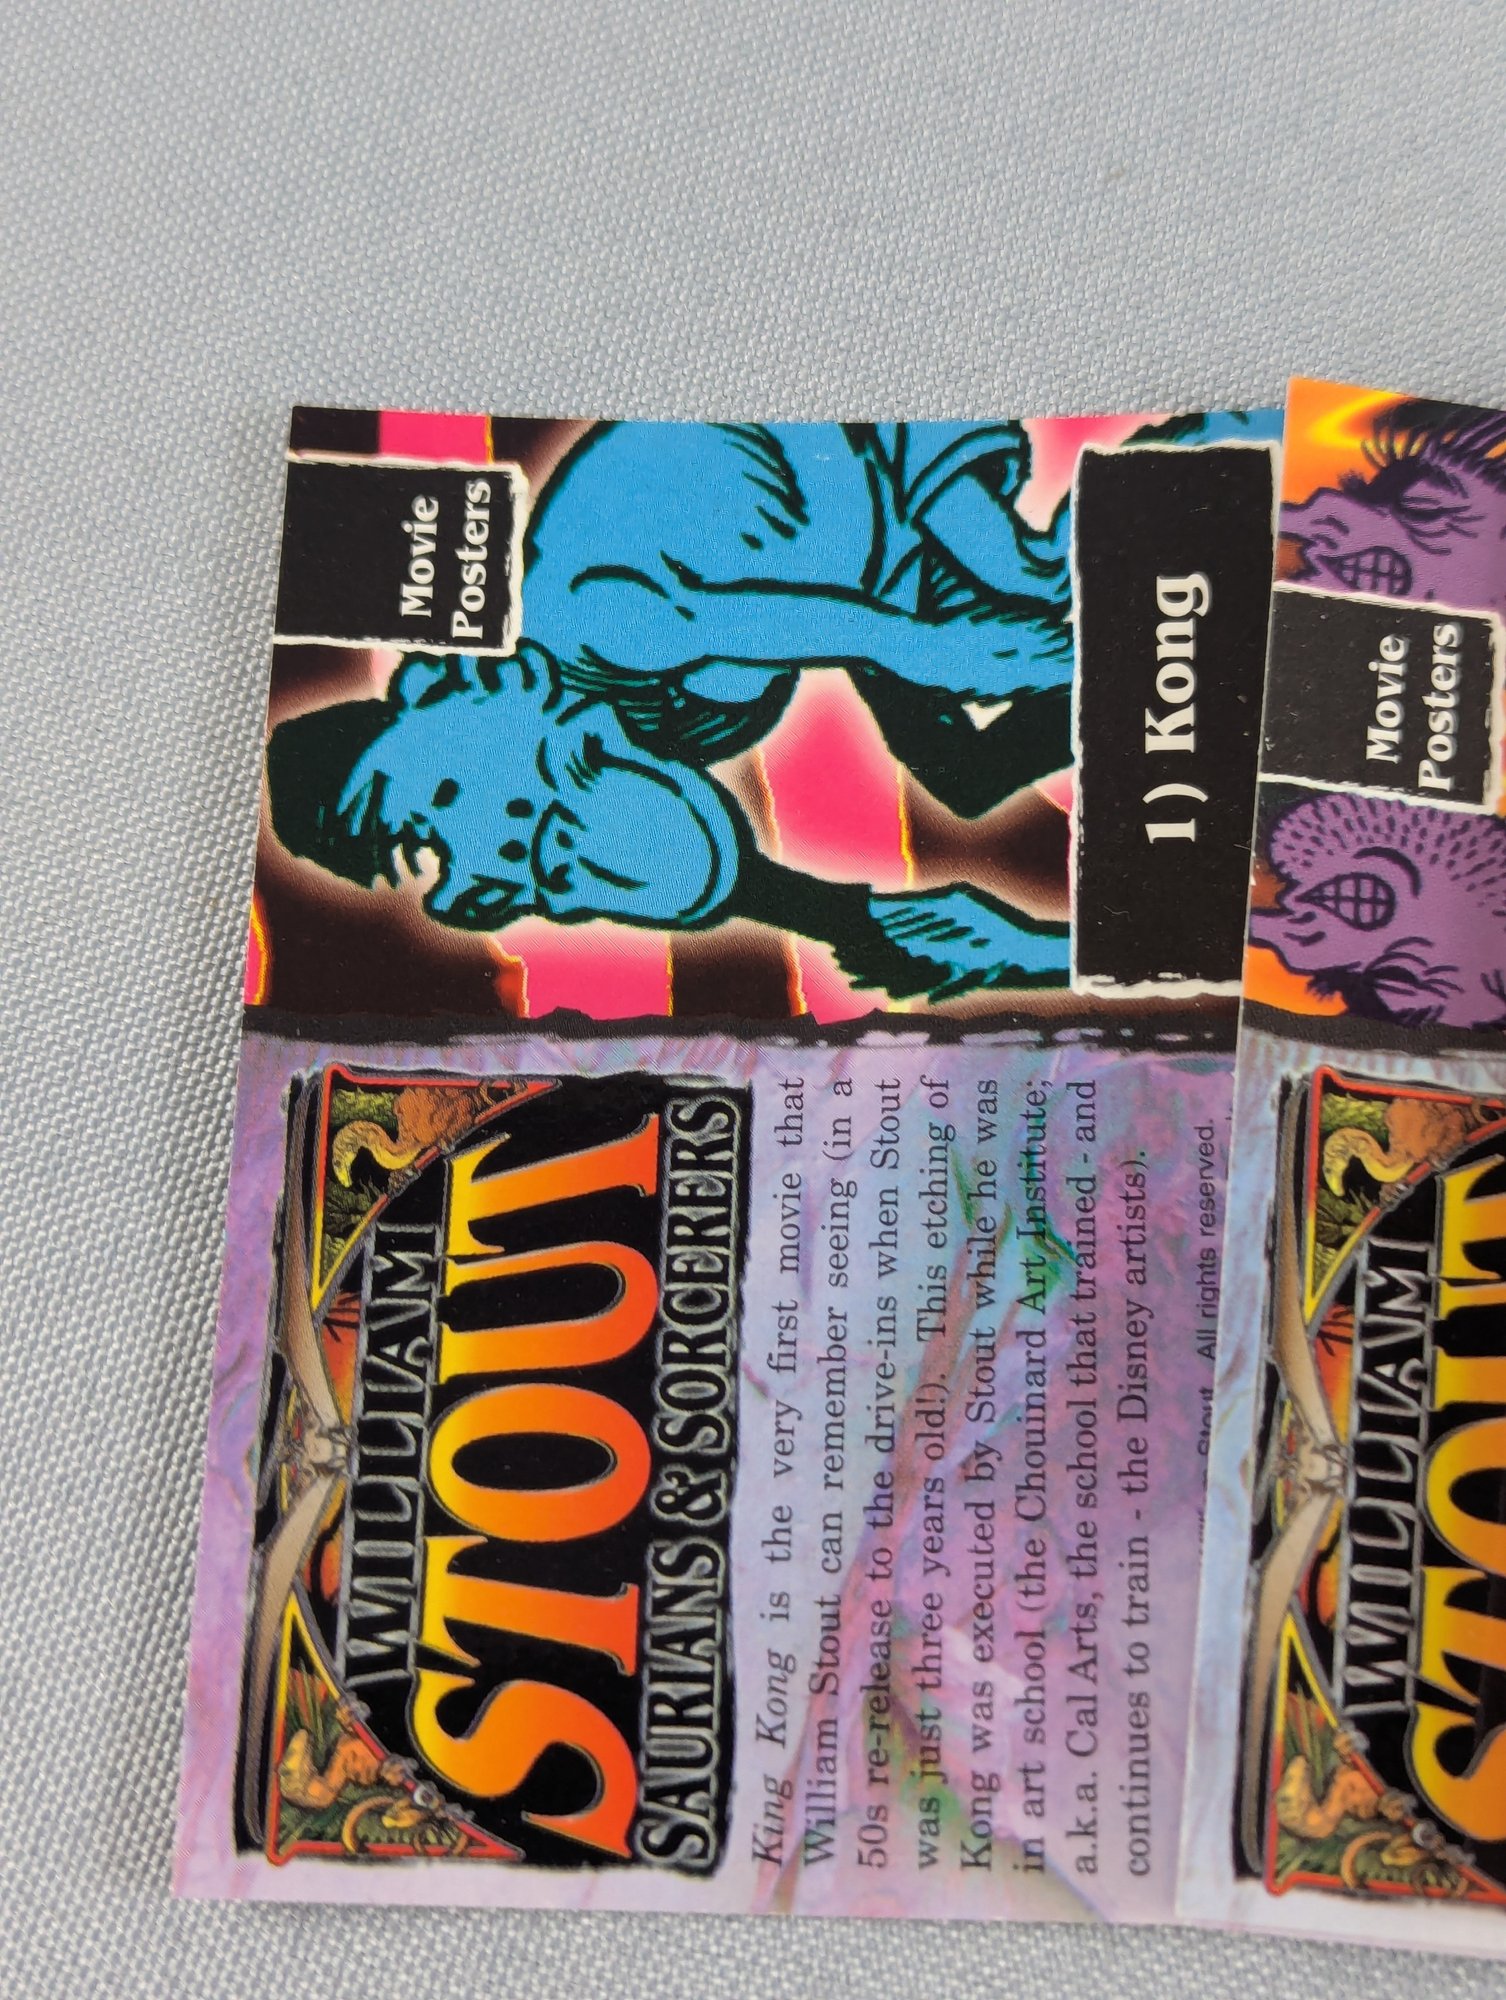 WILLIAM
STOUT
SAURIANS & SORCERERS
King Kong is the very first movie that
William Stout can remember seeing (in a
50s re-release to the drive-ins when Stout
was just three years old!). This etching of
Kong was executed by Stout while he was
in art school (the Chouinard Art Institute;
a.k.a. Cal Arts, the school that trained - and
continues to train - the Disney artists).
Stout All rights reserved.
Movie
Posters
1) Kong
WILLIAM
STOUT
Movie
Posters